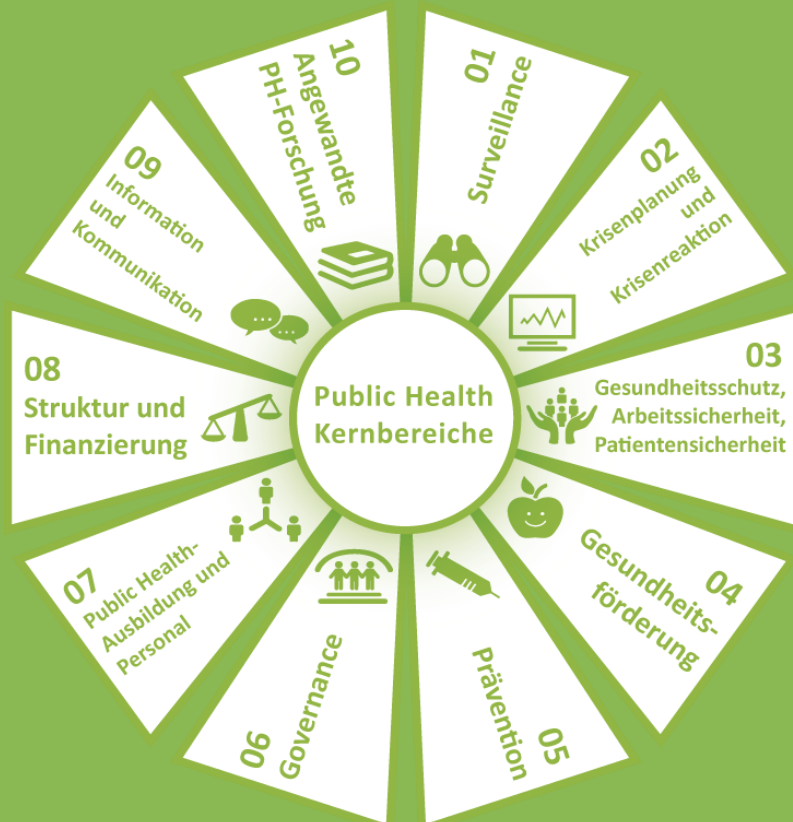 Public Health
Kernbereiche
01
Surveillance
02
Krisenplanung
und
Krisenreaktion
03
Gesundheitsschutz,
Arbeitssicherheit,
Patientensicherheit
04
Gesundheits-
förderung
05
Prävention
06
Governance
07
Public Health-
Ausbildung und
Personal
08
Struktur und
Finanzierung
09
Information
und
Kommunikation
10
Angewandte
PH-Forschung